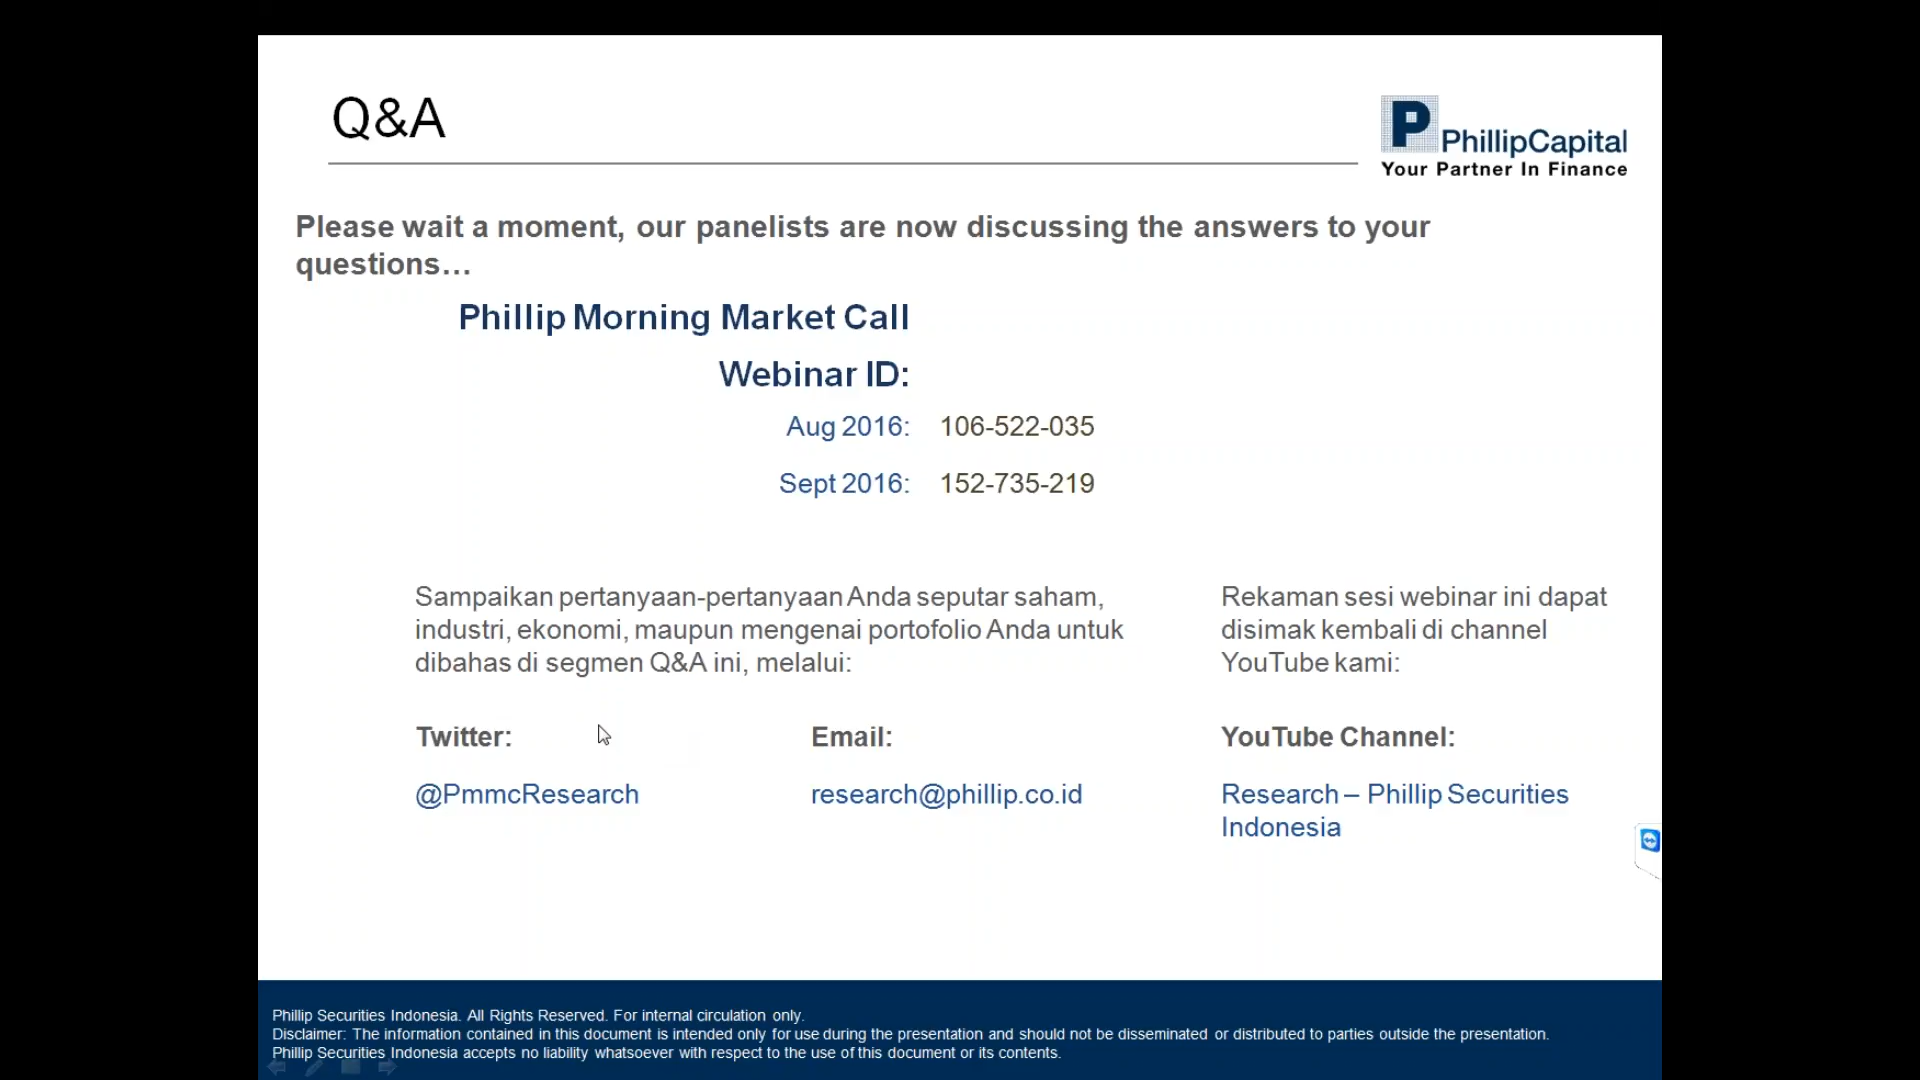 Q&A
P
PhillipCapital
Your Partner In Finance
Please wait a moment, our panelists are now discussing the answers to your
questions…
Phillip Morning Market Call
Webinar ID:
Aug 2016: 106-522-035
Sept 2016: 152-735-219
Sampaikan pertanyaan-pertanyaan Anda seputar saham,
industri, ekonomi, maupun mengenai portofolio Anda untuk
dibahas di segmen Q&A ini, melalui:
Rekaman sesi webinar ini dapat
disimak kembali di channel
YouTube kami:
Twitter:
@PmmcResearch
Email:
research@phillip.co.id
YouTube Channel:
Research – Phillip Securities
Indonesia
Phillip Securities Indonesia. All Rights Reserved. For internal circulation only.
Disclaimer: The information contained in this document is intended only for use during the presentation and should not be disseminated or distributed to parties outside the presentation.
Phillip Securities Indonesia accepts no liability whatsoever with respect to the use of this document or its contents.